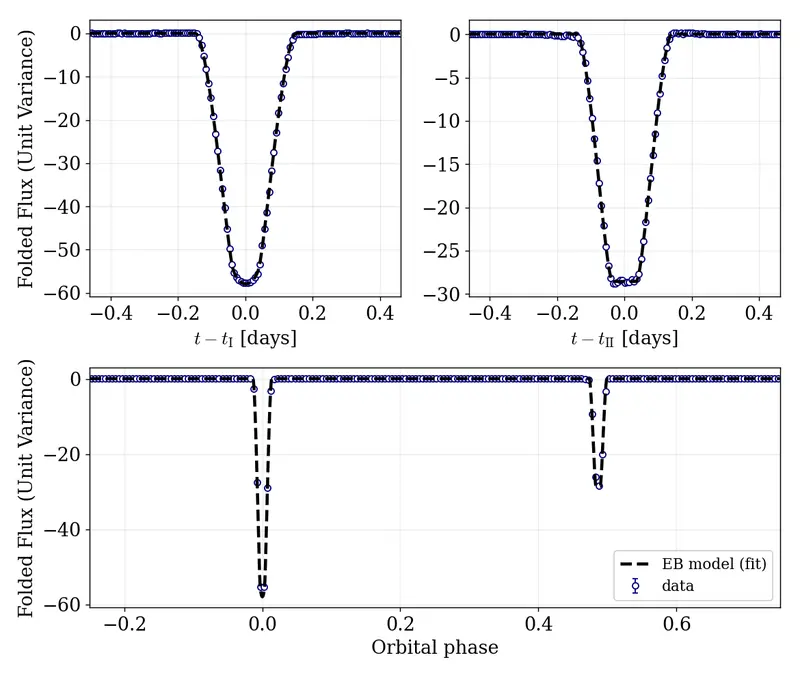 Folded Flux (Unit Variance)
0
−10
−20
−30
−40
−50
−60
−0.4 −0.2 0.0 0.2 0.4
t − tI [days]
0
−5
−10
−15
−20
−25
−30
−0.4 −0.2 0.0 0.2 0.4
t − tII [days]
Folded Flux (Unit Variance)
0
−20
−40
−60
EB model (fit)
data
−0.2 0.0 0.2 0.4 0.6
Orbital phase